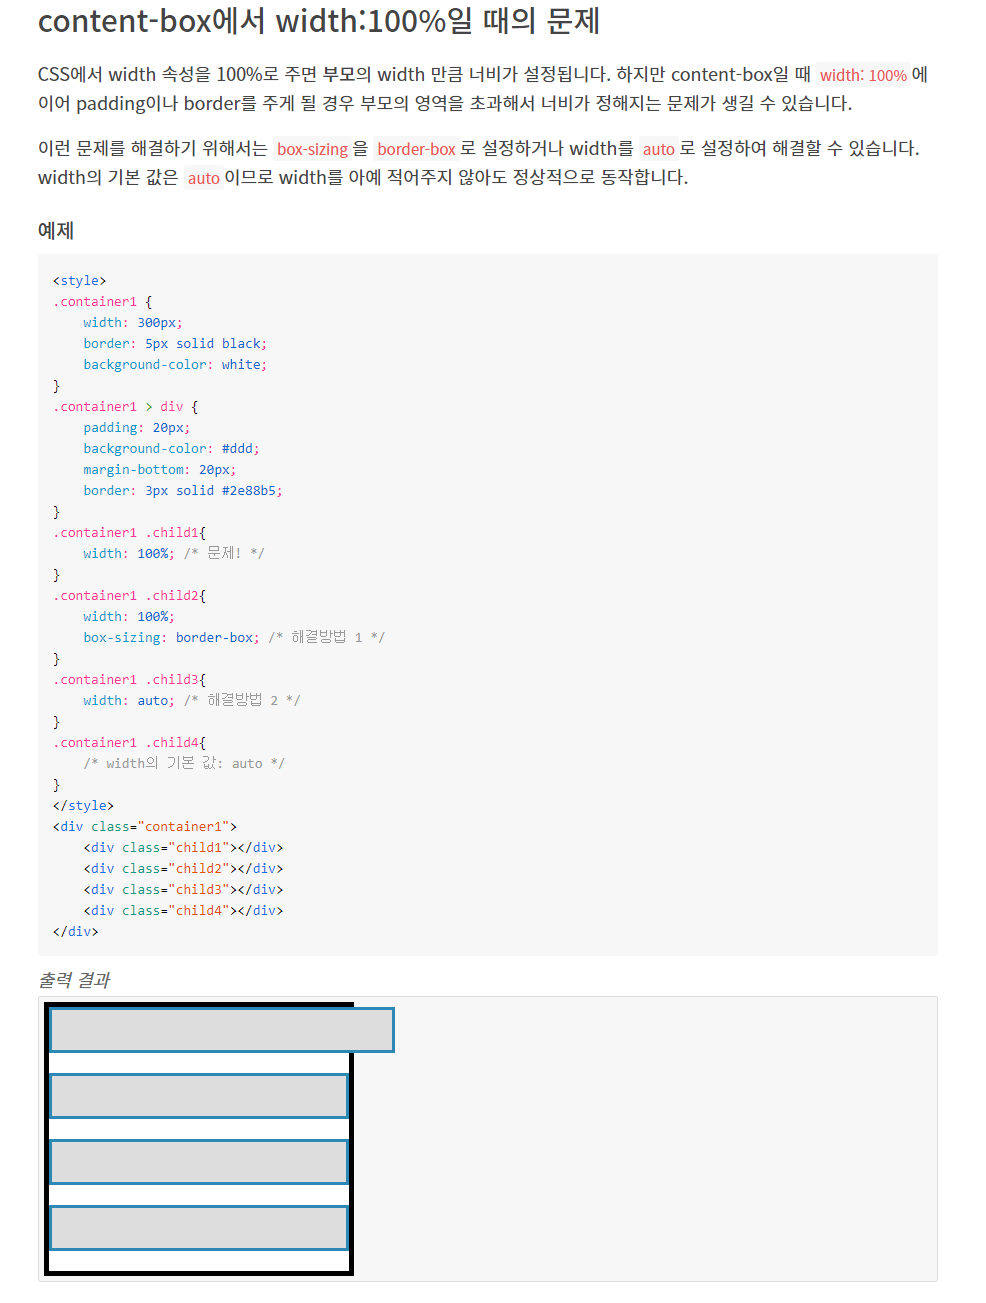 content-box에서 width:100%일 때의 문제
CSS에서 width 속성을 100%로 주면 부모의 width 만큼 너비가 설정됩니다. 하지만 content-box일 때 width: 100% 에
이어 padding이나 border를 주게 될 경우 부모의 영역을 초과해서 너비가 정해지는 문제가 생길 수 있습니다.
이런 문제를 해결하기 위해서는 box-sizing 을 border-box 로 설정하거나 width를 auto 로 설정하여 해결할 수 있습니다.
width의 기본 값은 auto 이므로 width를 아예 적어주지 않아도 정상적으로 동작합니다.
예제
<style>
.container1 {
    width: 300px;
    border: 5px solid black;
    background-color: white;
}
.container1 > div {
    padding: 20px;
    background-color: #ddd;
    margin-bottom: 20px;
    border: 3px solid #2e88b5;
}
.container1 .child1{
    width: 100%; /* 문제! */
}
.container1 .child2{
    width: 100%;
    box-sizing: border-box; /* 해결방법 1 */
}
.container1 .child3{
    width: auto; /* 해결방법 2 */
}
.container1 .child4{
    /* width의 기본 값: auto */
}
</style>
<div class="container1">
    <div class="child1"></div>
    <div class="child2"></div>
    <div class="child3"></div>
    <div class="child4"></div>
</div>
출력 결과